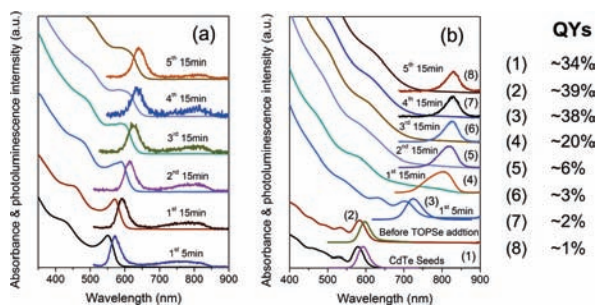 (a)
5th 15min
4th 15min
3rd 15min
2nd 15min
1st 15min
1st 5min
Absorbance & photoluminescence intensity (a.u.)
400 500 600 700 800 900
Wavelength (nm)
(b)
5th 15min (8)
4th 15min (7)
3rd 15min (6)
2nd 15min (5)
1st 15min (4)
(3) 1st 5min
(2)
Before TOPSe addtion
CdTe Seeds (1)
Absorbance & photoluminescence intensity (a.u.)
400 500 600 700 800 900
Wavelength (nm)
QYs
(1) ~34%
(2) ~39%
(3) ~38%
(4) ~20%
(5) ~6%
(6) ~3%
(7) ~2%
(8) ~1%